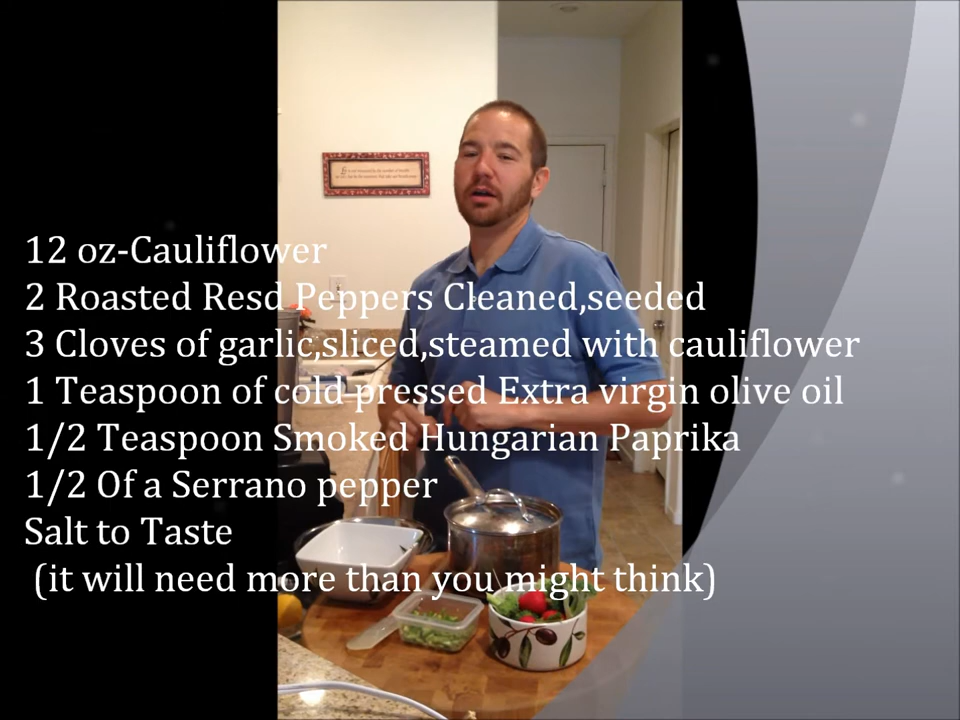 12 oz-Cauliflower
2 Roasted Resd Peppers Cleaned,seeded
3 Cloves of garlic,sliced,steamed with cauliflower
1 Teaspoon of cold pressed Extra virgin olive oil
1/2 Teaspoon Smoked Hungarian Paprika
1/2 Of a Serrano pepper
Salt to Taste
(it will need more than you might think)